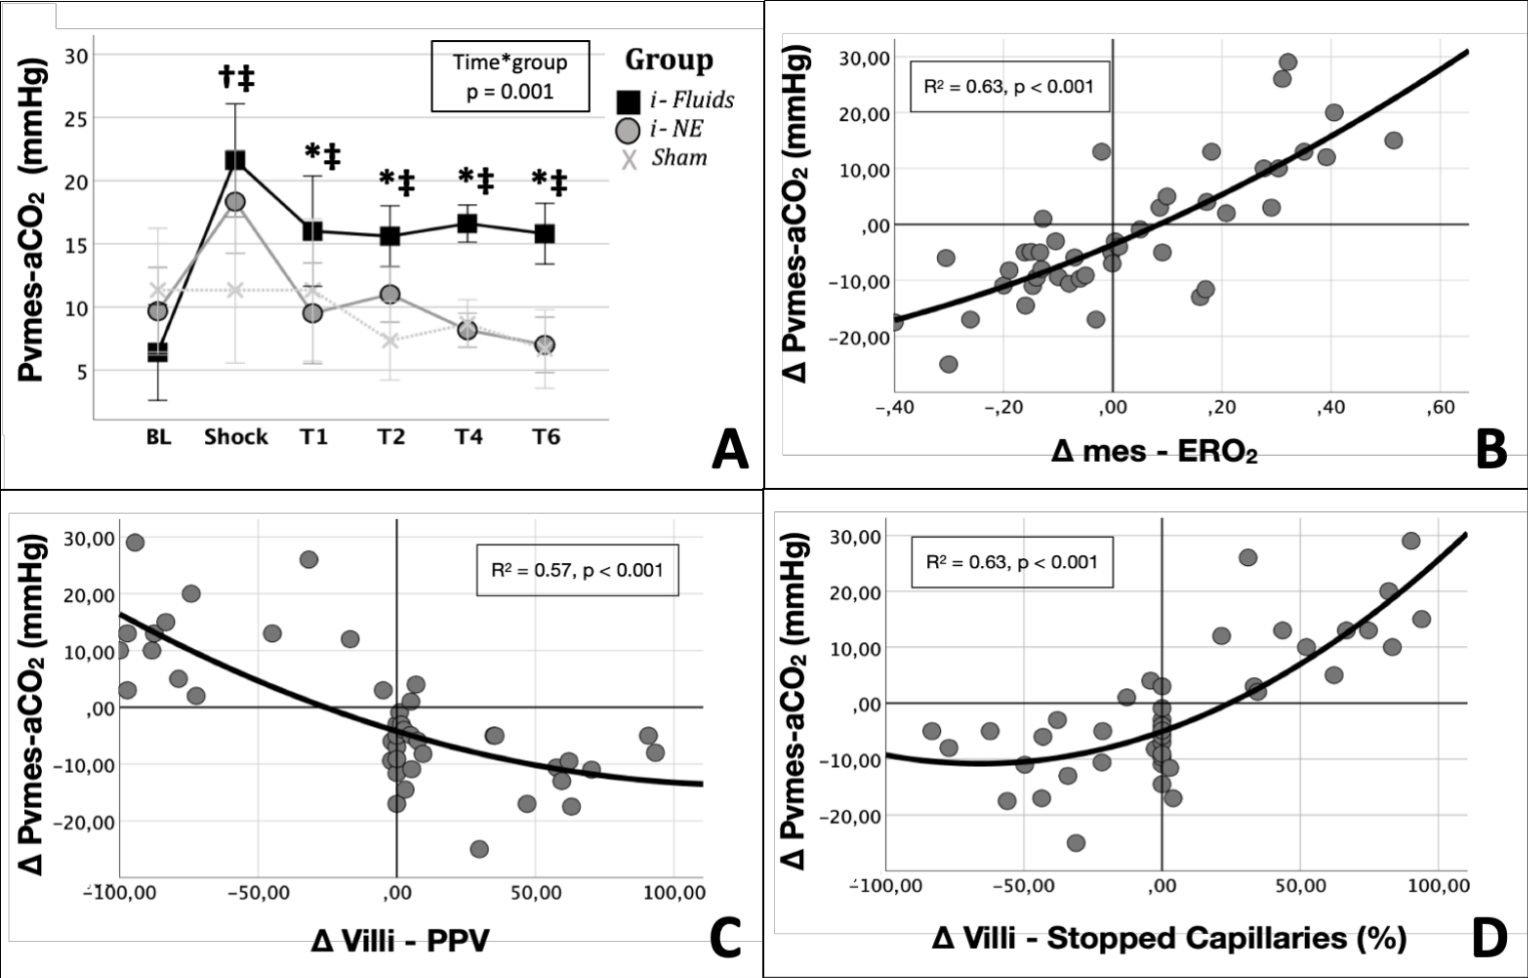 Pvmes-aCO₂ (mmHg)
30
25
20
15
10
5
†‡
*‡
*‡
*‡
*‡
Time*group
p = 0.001
Group
i- Fluids
i- NE
Sham
BL Shock T1 T2 T4 T6
A
Δ Pvmes-aCO₂ (mmHg)
30,00
20,00
10,00
,00
-10,00
-20,00
R² = 0.63, p < 0.001
-,40 -,20 ,00 ,20 ,40 ,60
Δ mes - ERO₂
B
Δ Pvmes-aCO₂ (mmHg)
30,00
20,00
10,00
,00
-10,00
-20,00
R² = 0.57, p < 0.001
-100,00 -50,00 ,00 50,00 100,00
Δ Villi - PPV
C
Δ Pvmes-aCO₂ (mmHg)
30,00
20,00
10,00
,00
-10,00
-20,00
R² = 0.63, p < 0.001
-100,00 -50,00 ,00 50,00 100,00
Δ Villi - Stopped Capillaries (%)
D